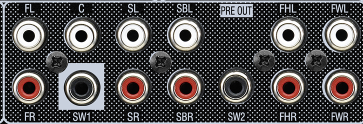 FL C SL SBL PRE OUT FHL FWL
FR SW1 SR SBR SW2 FHR FWR